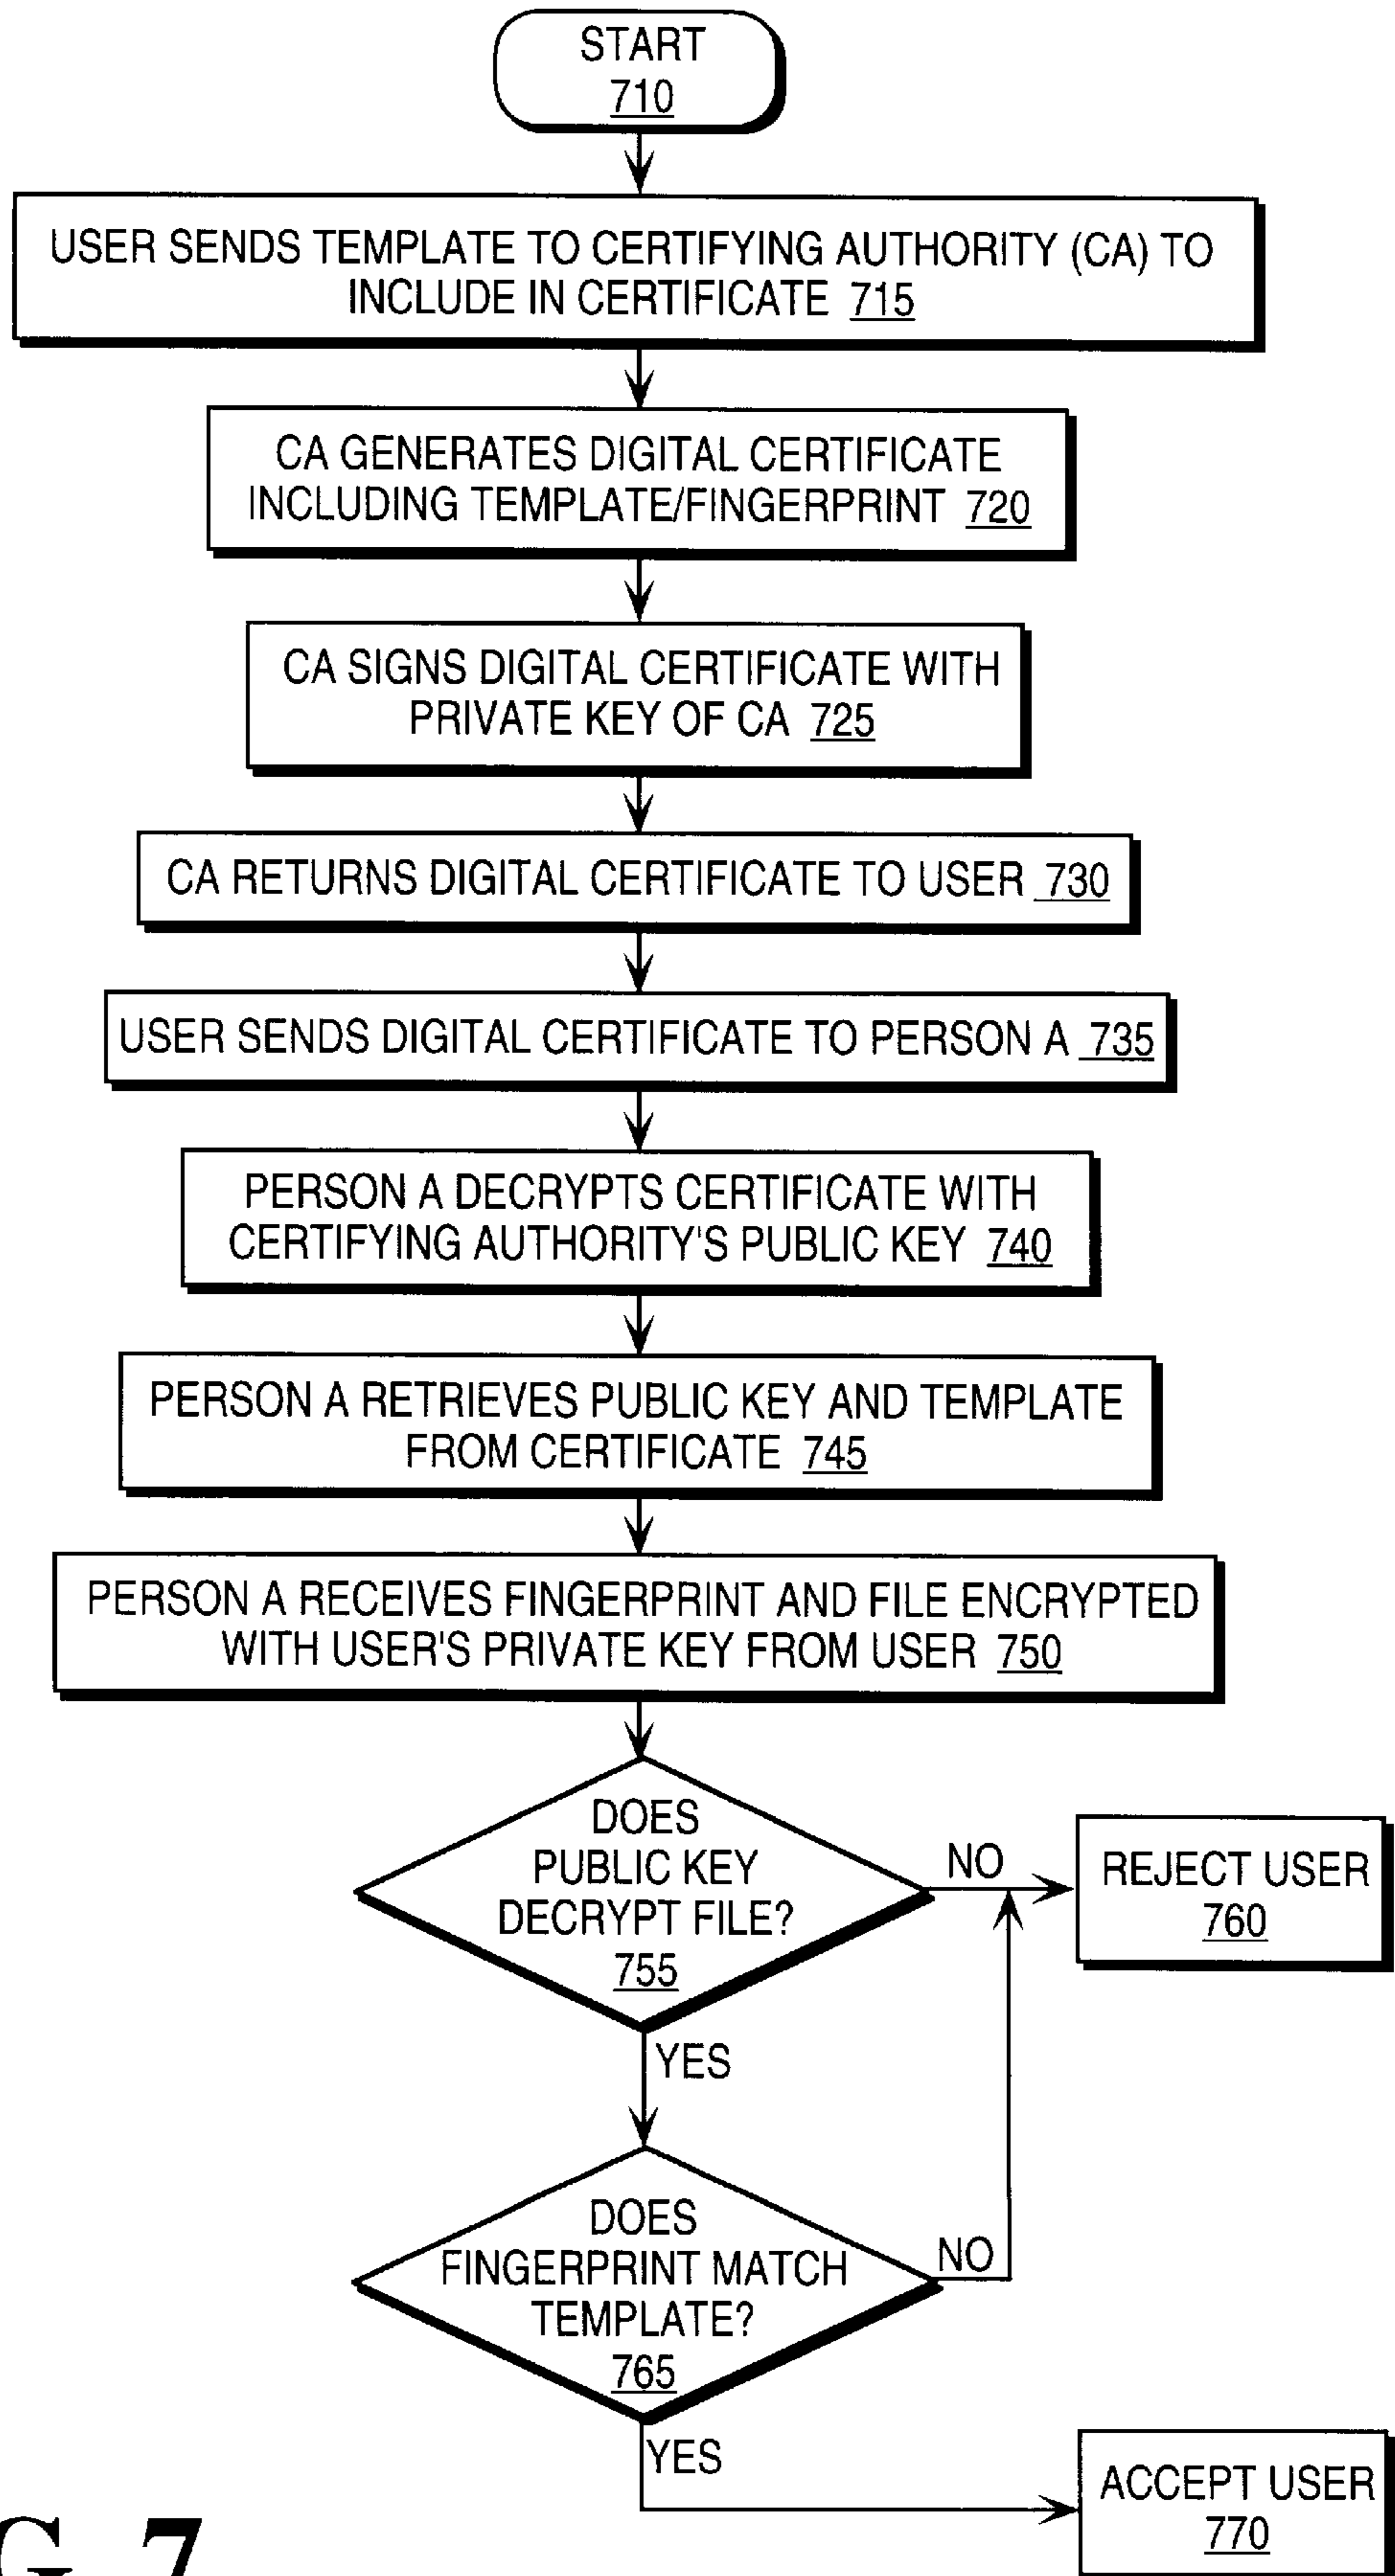 START
710
USER SENDS TEMPLATE TO CERTIFYING AUTHORITY (CA) TO
INCLUDE IN CERTIFICATE 715
CA GENERATES DIGITAL CERTIFICATE
INCLUDING TEMPLATE/FINGERPRINT 720
CA SIGNS DIGITAL CERTIFICATE WITH
PRIVATE KEY OF CA 725
CA RETURNS DIGITAL CERTIFICATE TO USER 730
USER SENDS DIGITAL CERTIFICATE TO PERSON A 735
PERSON A DECRYPTS CERTIFICATE WITH
CERTIFYING AUTHORITY'S PUBLIC KEY 740
PERSON A RETRIEVES PUBLIC KEY AND TEMPLATE
FROM CERTIFICATE 745
PERSON A RECEIVES FINGERPRINT AND FILE ENCRYPTED
WITH USER'S PRIVATE KEY FROM USER 750
DOES
PUBLIC KEY
DECRYPT FILE?
755
NO
REJECT USER
760
YES
DOES
FINGERPRINT MATCH
TEMPLATE?
765
NO
YES
ACCEPT USER
770
G 7